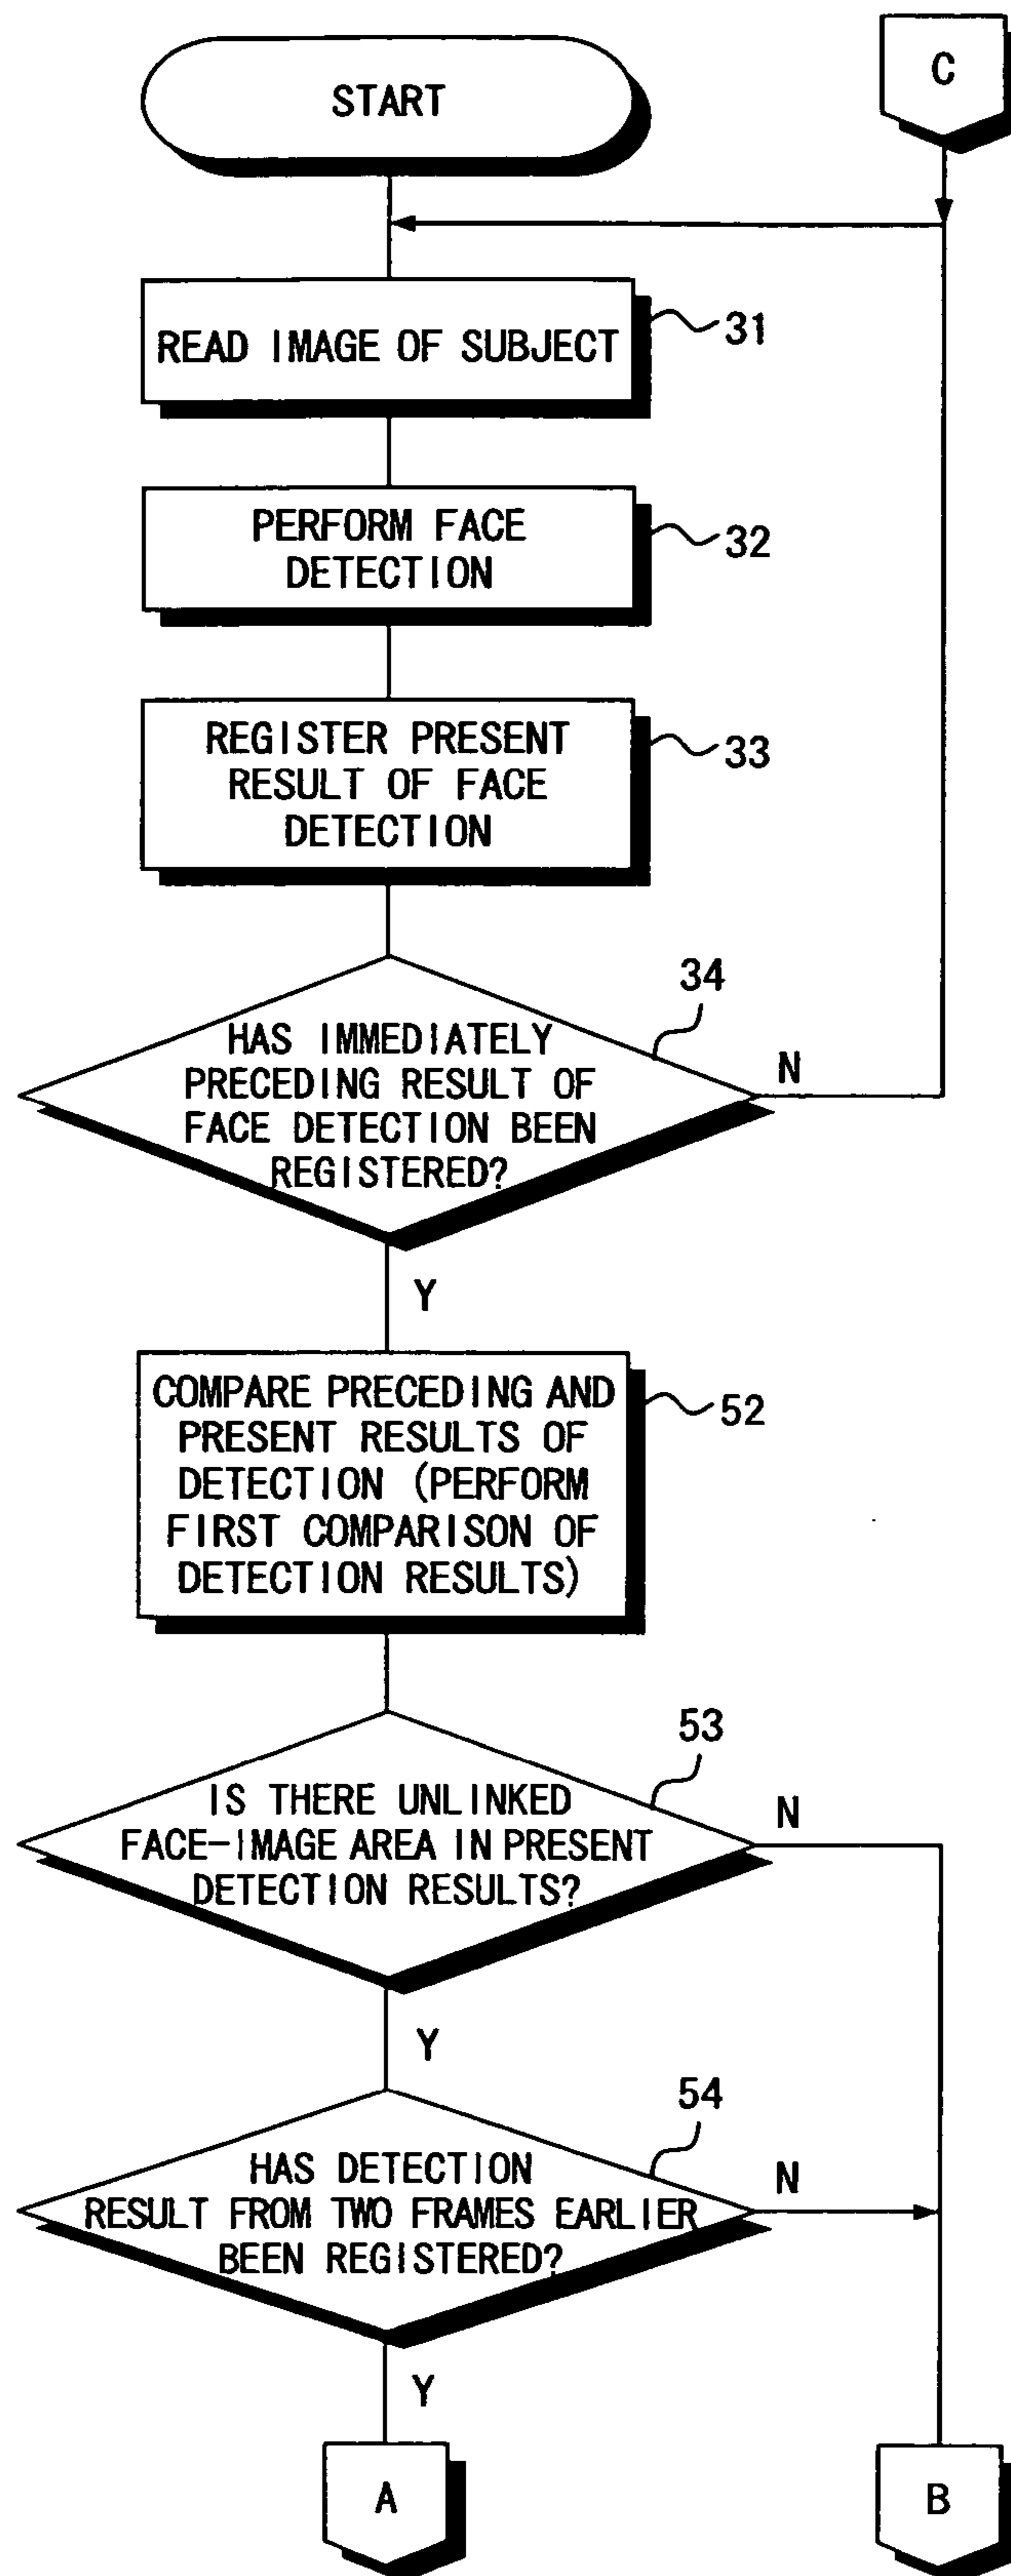 C
START
READ IMAGE OF SUBJECT
31
PERFORM FACE
DETECTION
32
REGISTER PRESENT
RESULT OF FACE
DETECTION
33
34
HAS IMMEDIATELY
PRECEDING RESULT OF
FACE DETECTION BEEN
REGISTERED?
N
Y
COMPARE PRECEDING AND
PRESENT RESULTS OF
DETECTION (PERFORM
FIRST COMPARISON OF
DETECTION RESULTS)
52
53
IS THERE UNLINKED
FACE-IMAGE AREA IN PRESENT
DETECTION RESULTS?
N
Y
54
HAS DETECTION
RESULT FROM TWO FRAMES EARLIER
BEEN REGISTERED?
N
Y
A
B